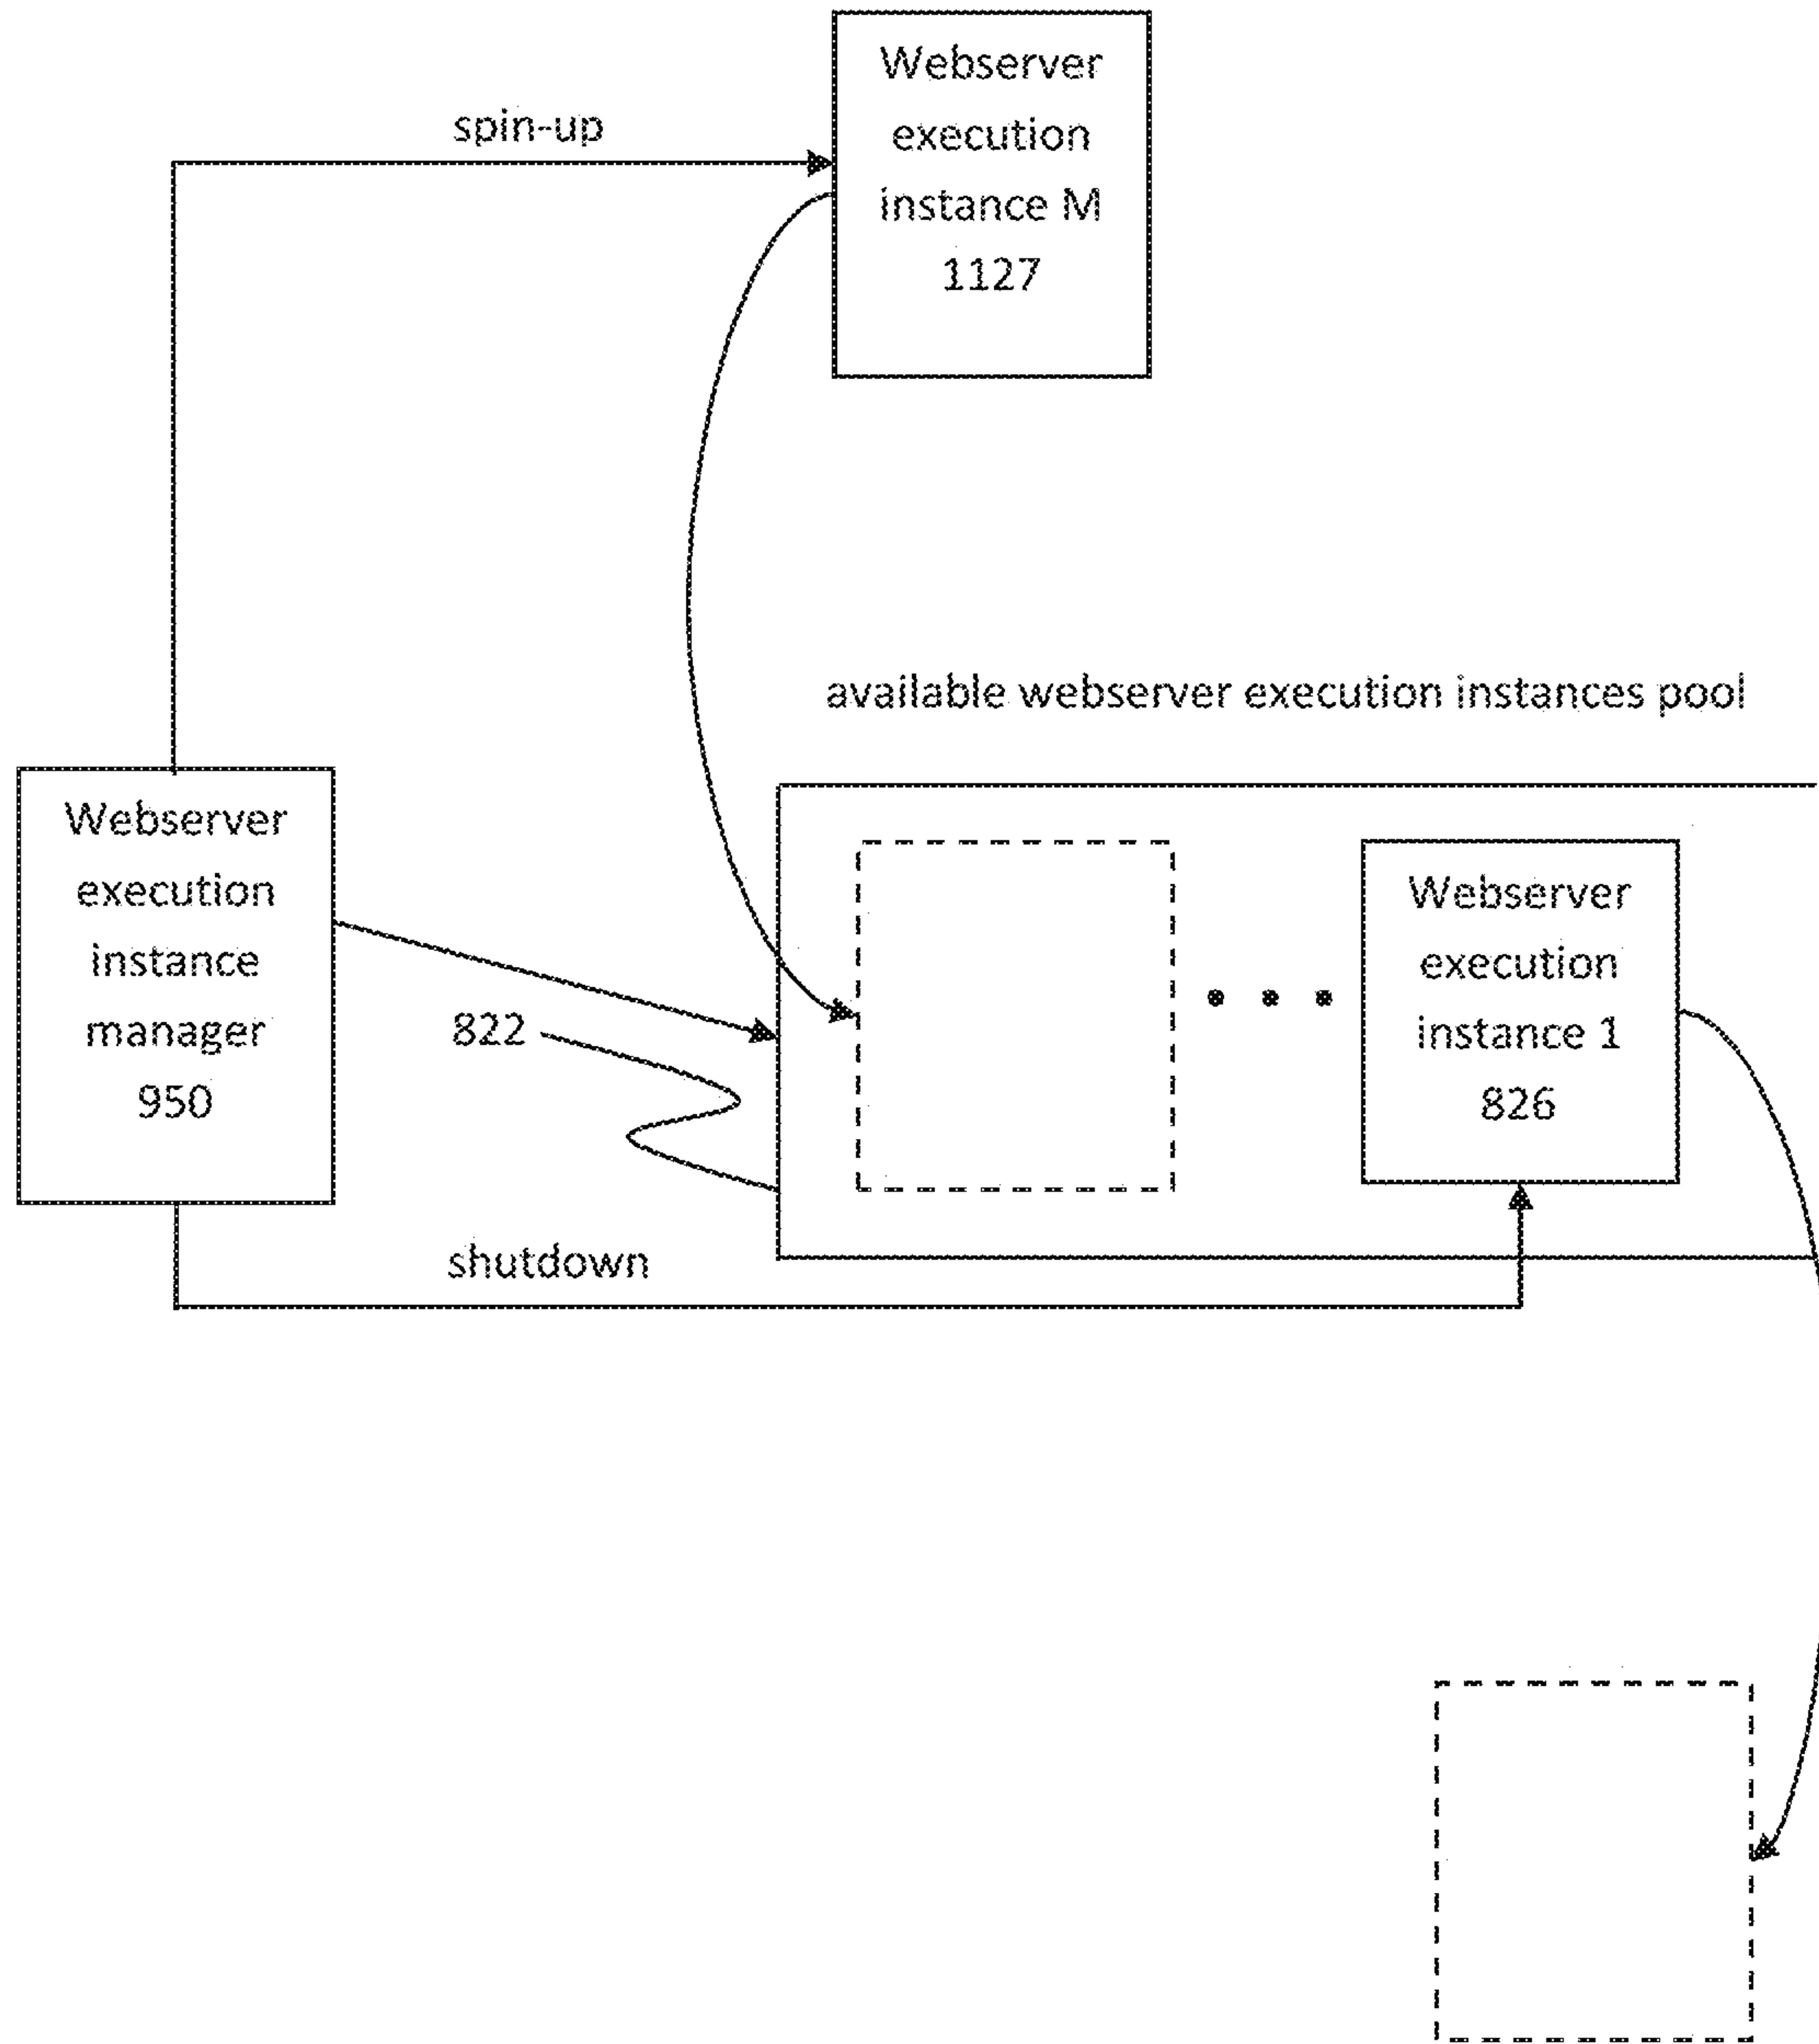 Webserver
execution
instance M
1127
spin-up
available webserver execution instances pool
Webserver
execution
instance
manager
950
822
Webserver
execution
instance 1
826
shutdown